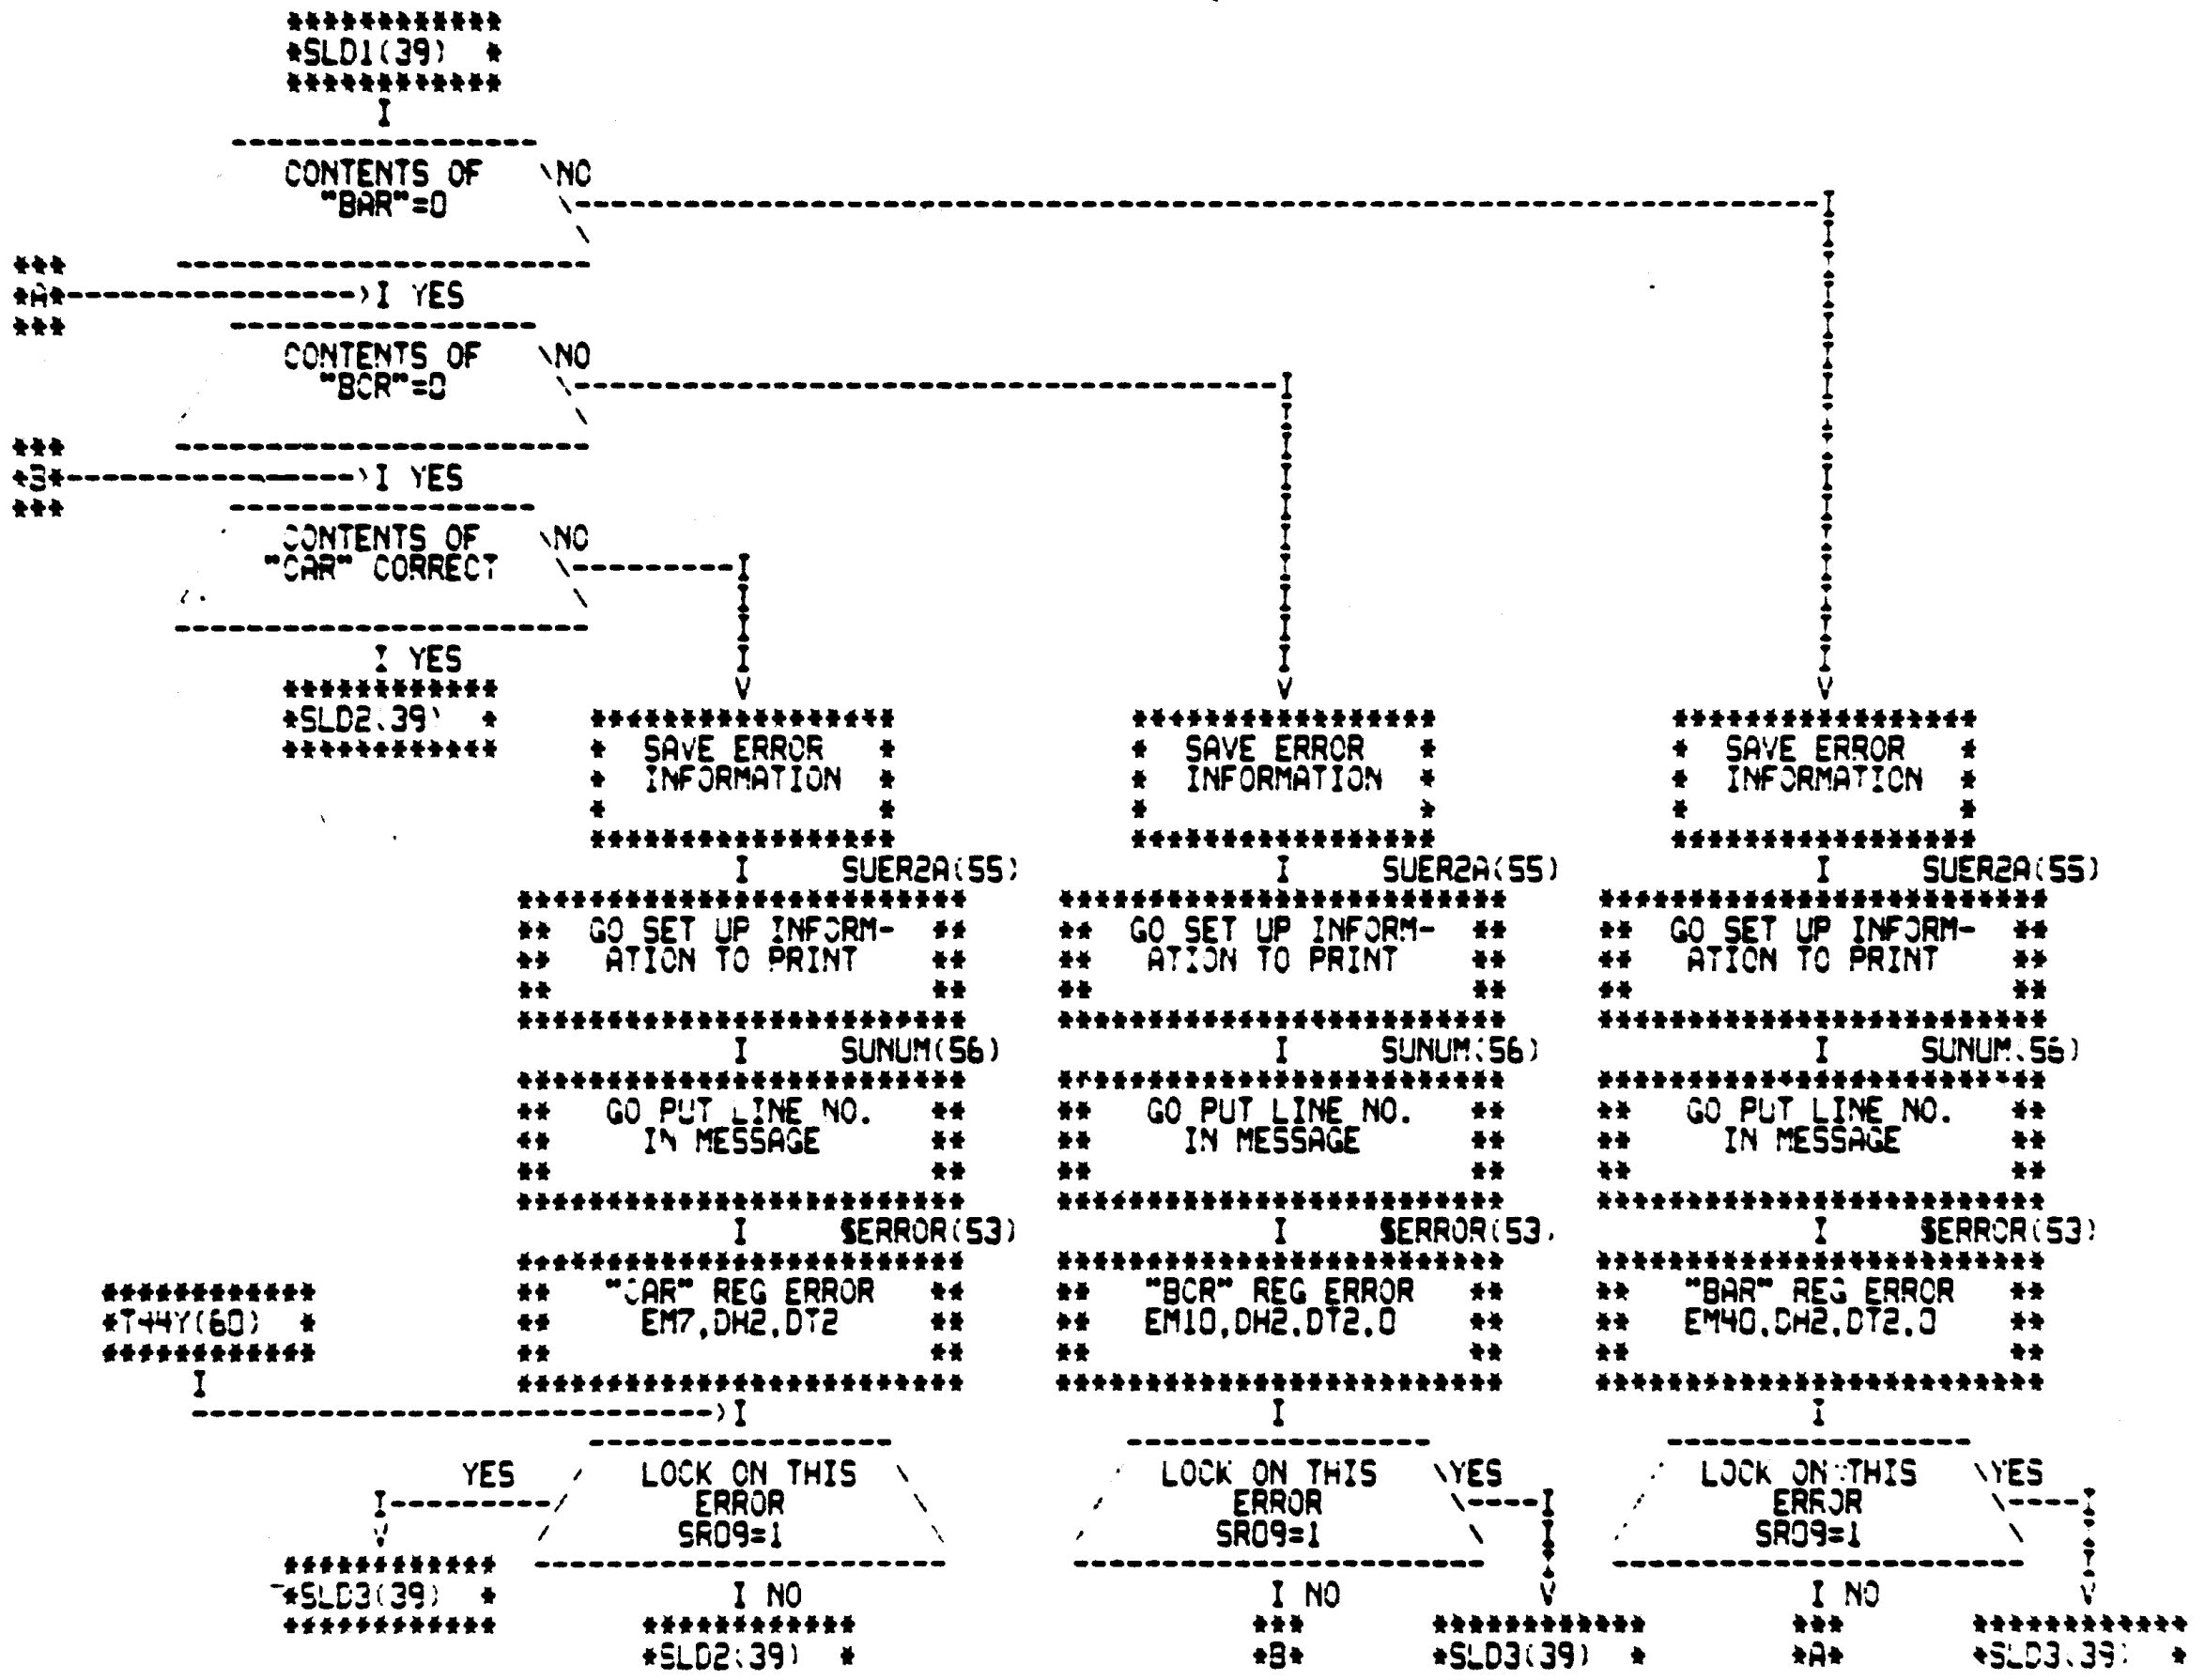 *SLD1(39) *
CONTENTS OF
"BAR"=0
NO
*A*
YES
CONTENTS OF
"BCR"=0
NO
*B*
YES
CONTENTS OF
"CAR" CORRECT
NO
YES
*SLD2(39) *
SAVE ERROR
INFORMATION
SUER2A(55)
GO SET UP INFORM-
ATION TO PRINT
SUNUM(56)
GO PUT LINE NO.
IN MESSAGE
$ERROR(53)
"CAR" REG ERROR
EM7,DH2,DT2
*T44Y(60) *
LOCK ON THIS
ERROR
SR09=1
YES
*SLD3(39) *
NO
*SLD2(39) *
SAVE ERROR
INFORMATION
SUER2A(55)
GO SET UP INFORM-
ATION TO PRINT
SUNUM(56)
GO PUT LINE NO.
IN MESSAGE
$ERROR(53)
"BCR" REG ERROR
EM10,DH2,DT2,0
LOCK ON THIS
ERROR
SR09=1
YES
NO
*B*
*SLD3(39) *
SAVE ERROR
INFORMATION
SUER2A(55)
GO SET UP INFORM-
ATION TO PRINT
SUNUM(56)
GO PUT LINE NO.
IN MESSAGE
$ERROR(53)
"BAR" REG ERROR
EM40,DH2,DT2,0
LOCK ON THIS
ERROR
SR09=1
YES
NO
*A*
*SLD3(39) *